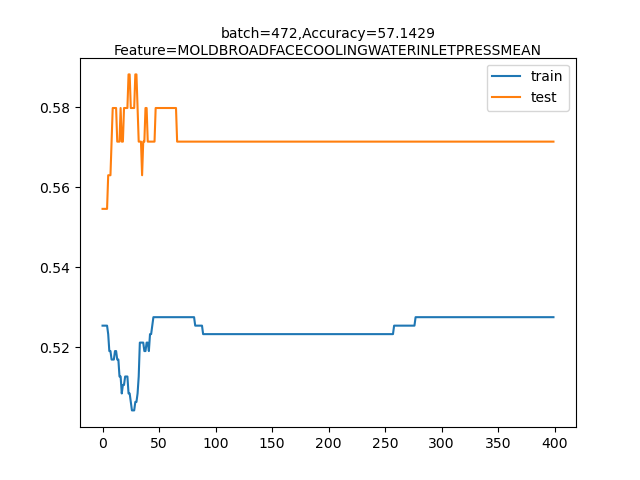 batch=472,Accuracy=57.1429
Feature=MOLDBROADFACECOOLINGWATERINLETPRESSMEAN
train
test
0.58
0.56
0.54
0.52
0 50 100 150 200 250 300 350 400